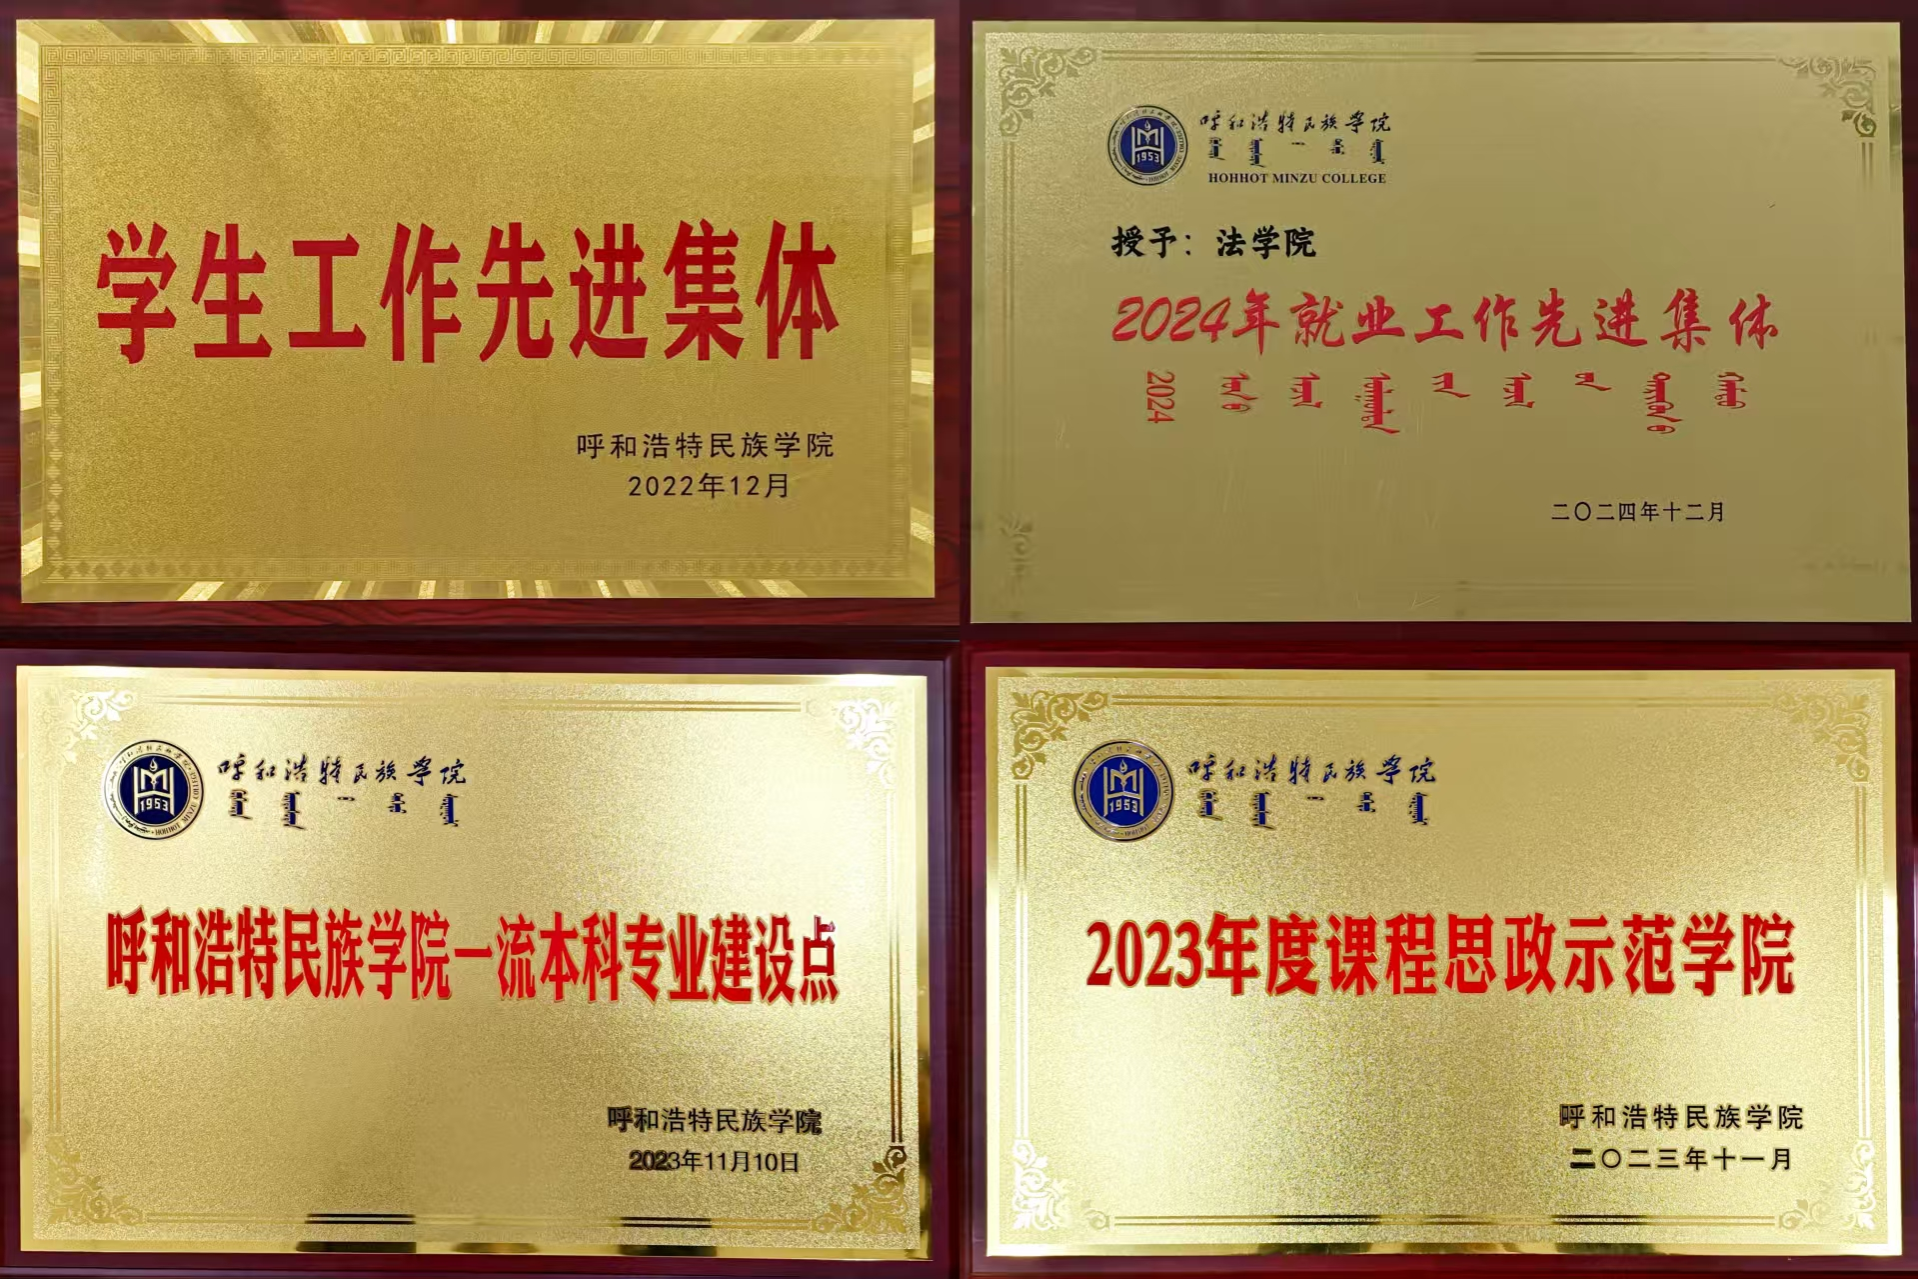 学生工作先进集体
呼和浩特民族学院
2022年12月
呼和浩特民族学院
HOHHOT MINZU COLLEGE
1953
授予：法学院
2024年就业工作先进集体
2024
二〇二四年十二月
呼和浩特民族学院
1953
呼和浩特民族学院一流本科专业建设点
呼和浩特民族学院
2023年11月10日
呼和浩特民族学院
1953
2023年度课程思政示范学院
呼和浩特民族学院
二〇二三年十一月